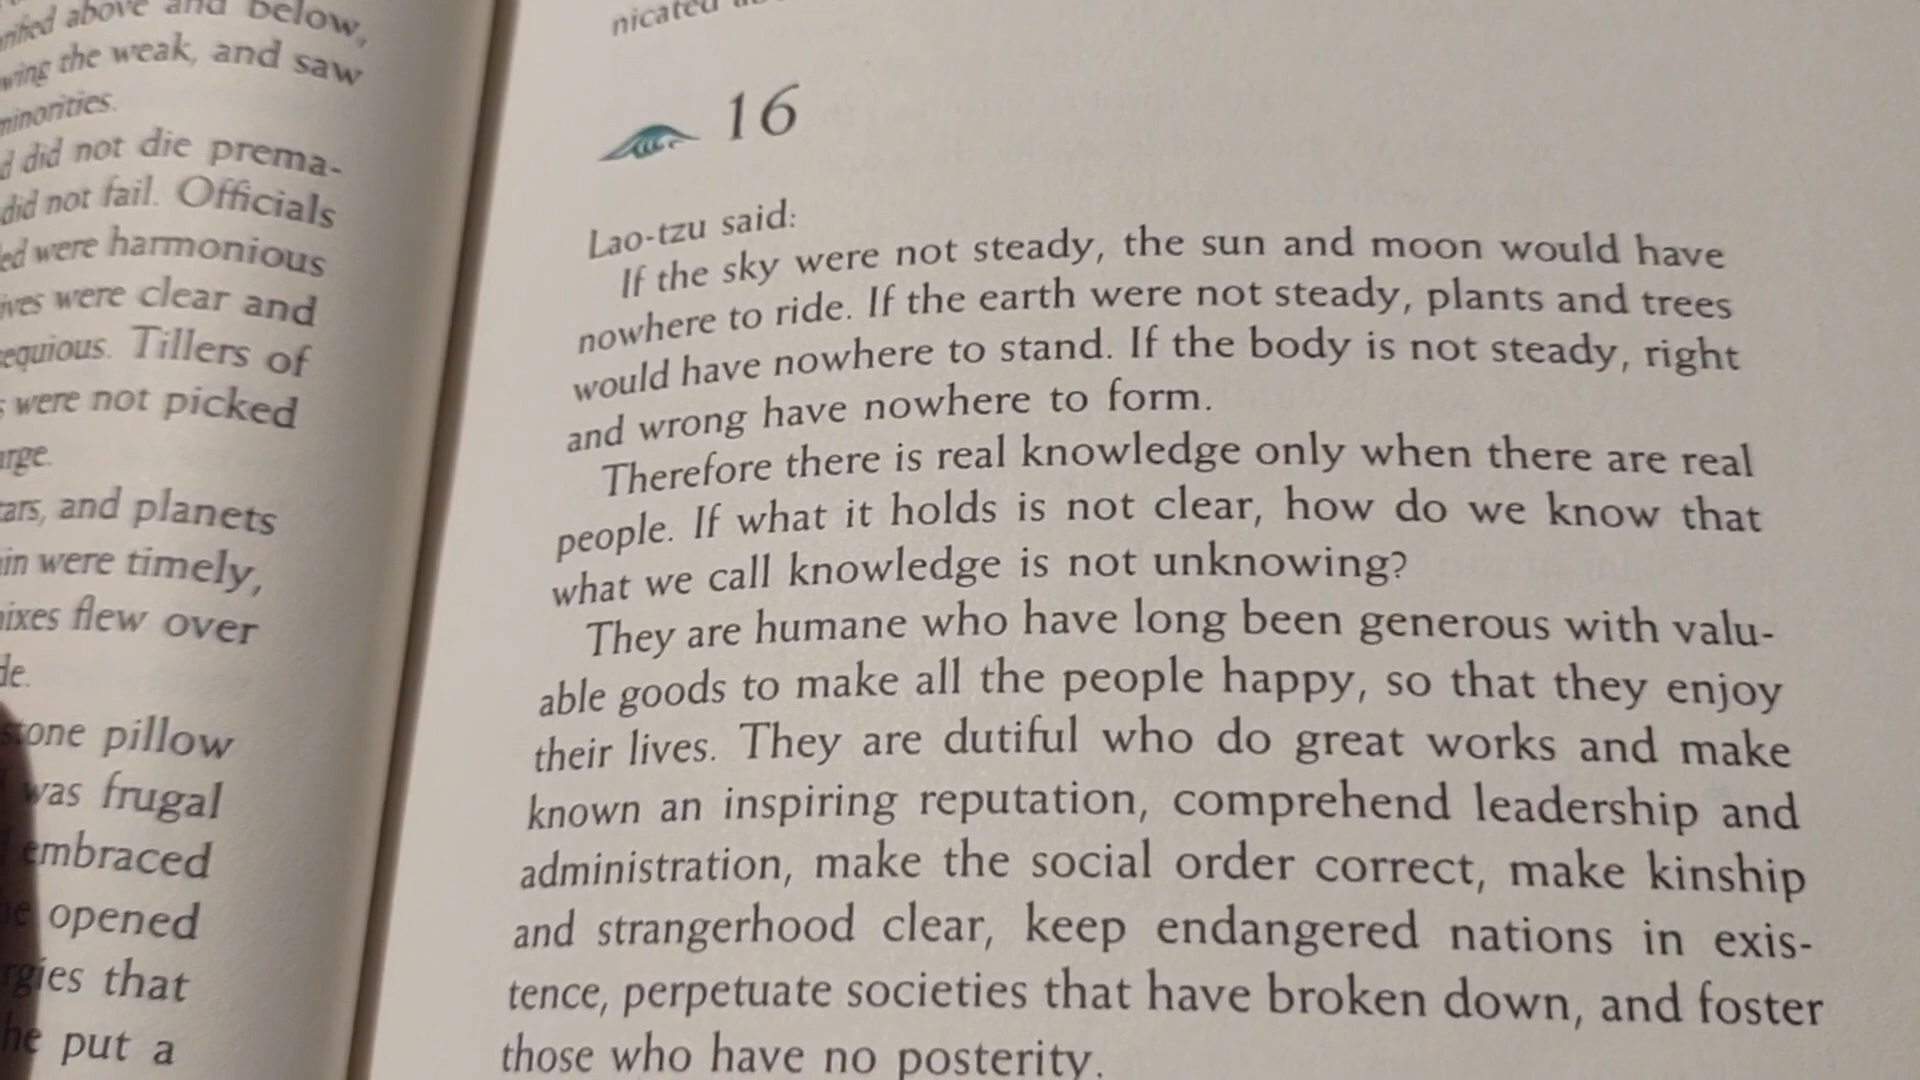 above and below,
the weak, and saw
minorities.
did not die prema-
did not fail. Officials
were harmonious
were clear and
Tillers of
were not picked
and planets
were timely,
flew over
stone pillow
was frugal
embraced
opened
that
he put a
16
Lao-tzu said:
If the sky were not steady, the sun and moon would have
nowhere to ride. If the earth were not steady, plants and trees
would have nowhere to stand. If the body is not steady, right
and wrong have nowhere to form.
Therefore there is real knowledge only when there are real
people. If what it holds is not clear, how do we know that
what we call knowledge is not unknowing?
They are humane who have long been generous with valu-
able goods to make all the people happy, so that they enjoy
their lives. They are dutiful who do great works and make
known an inspiring reputation, comprehend leadership and
administration, make the social order correct, make kinship
and strangerhood clear, keep endangered nations in exis-
tence, perpetuate societies that have broken down, and foster
those who have no posterity.